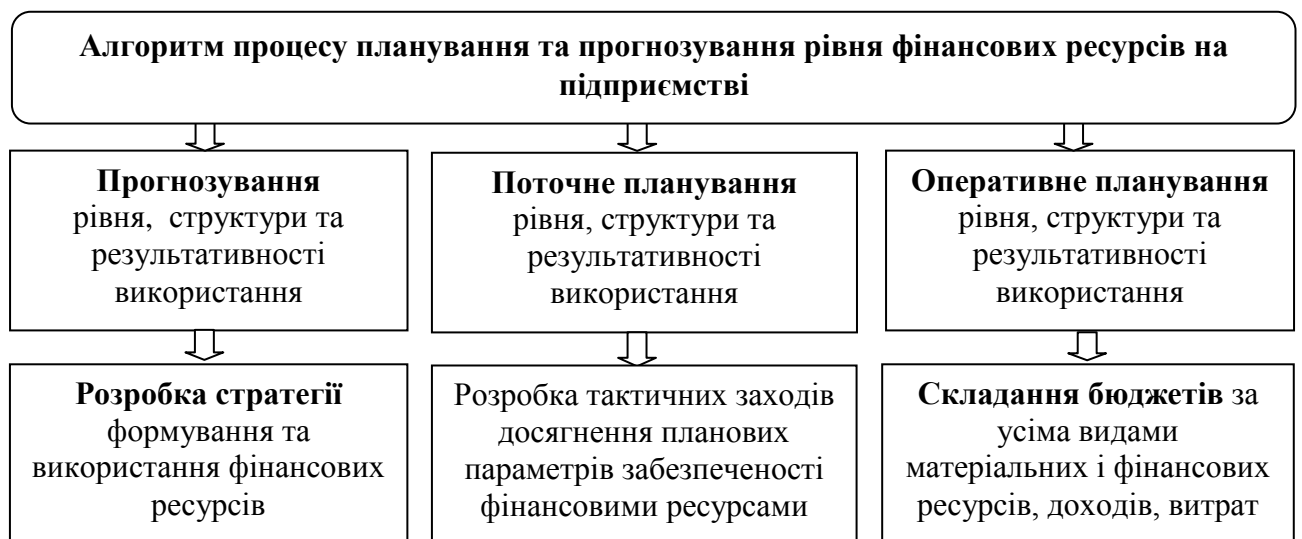 Алгоритм процесу планування та прогнозування рівня фінансових ресурсів на
підприємстві
Прогнозування
рівня, структури та
результативності
використання
Поточне планування
рівня, структури та
результативності
використання
Оперативне планування
рівня, структури та
результативності
використання
Розробка стратегії
формування та
використання фінансових
ресурсів
Розробка тактичних заходів
досягнення планових
параметрів забезпеченості
фінансовими ресурсами
Складання бюджетів за
усіма видами
матеріальних і фінансових
ресурсів, доходів, витрат